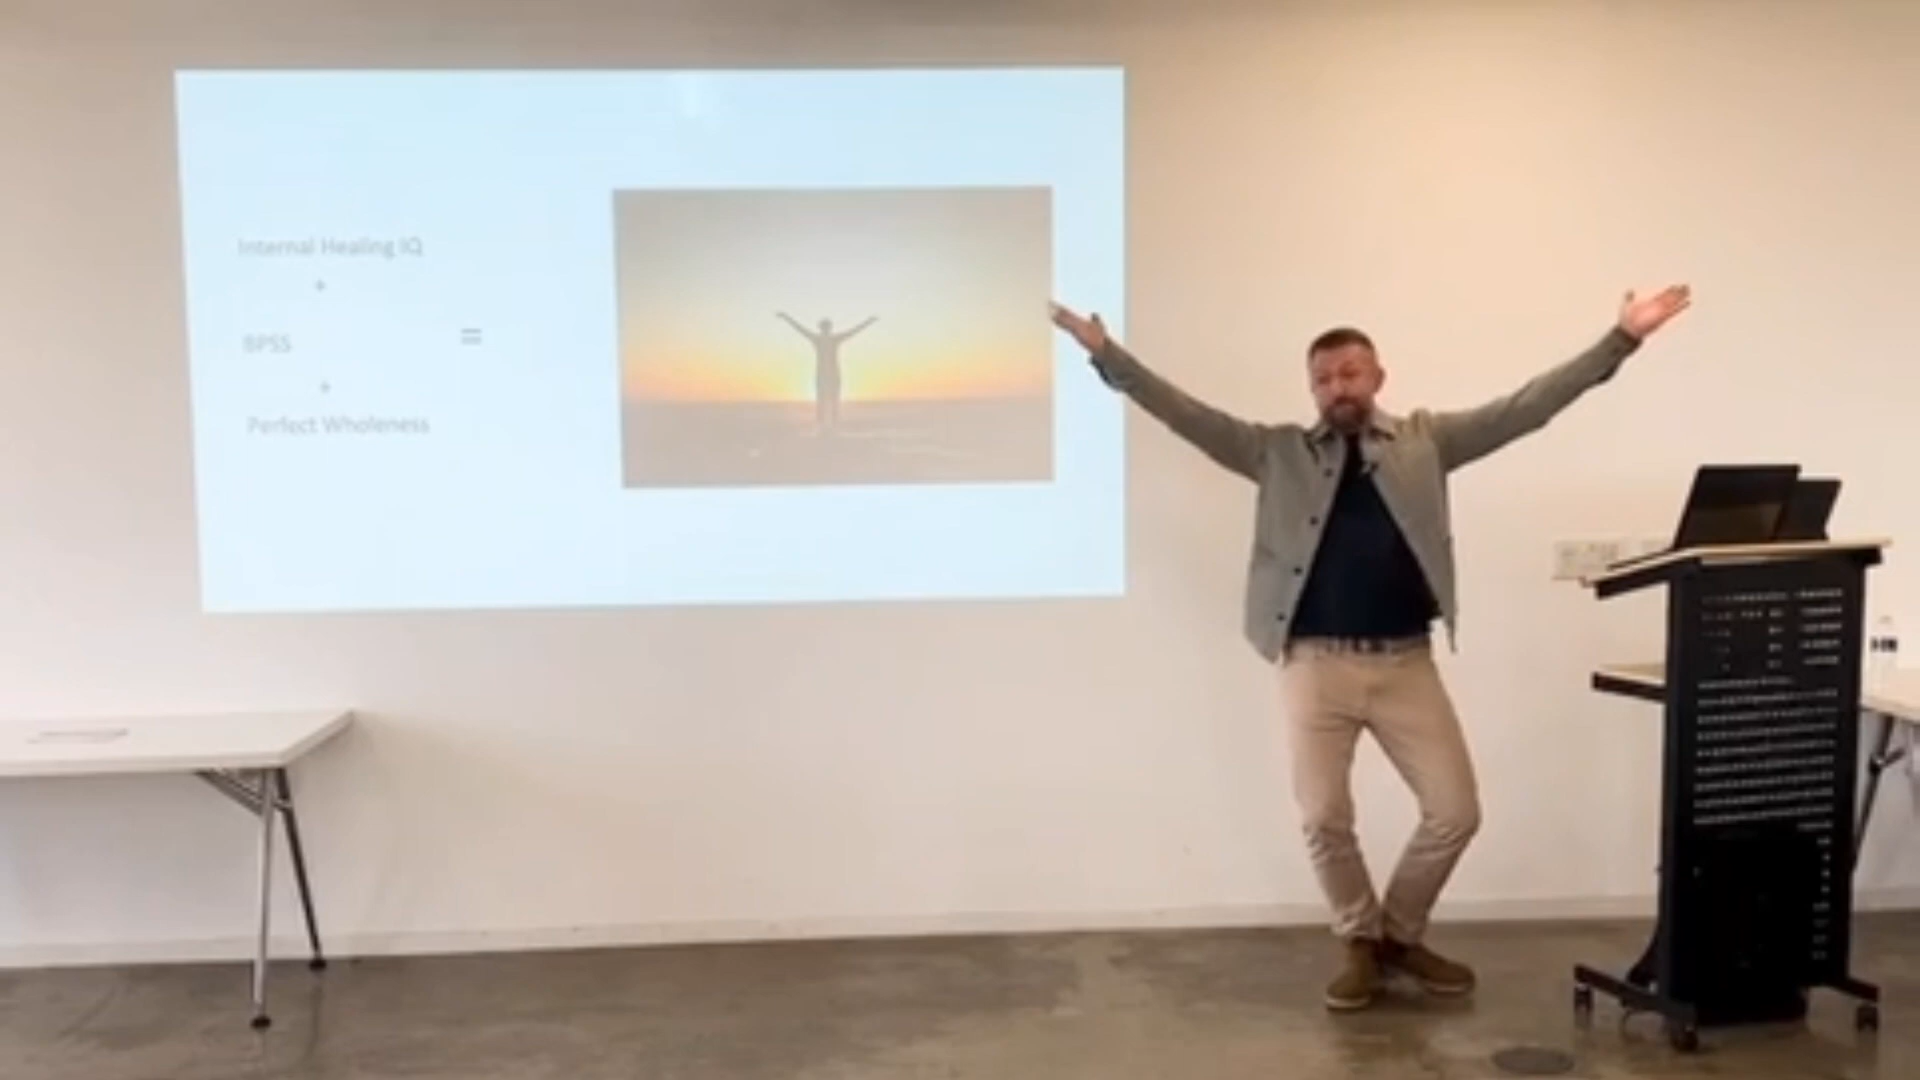 Internal Healing IQ
+
BPSS
=
+
Perfect Wholeness